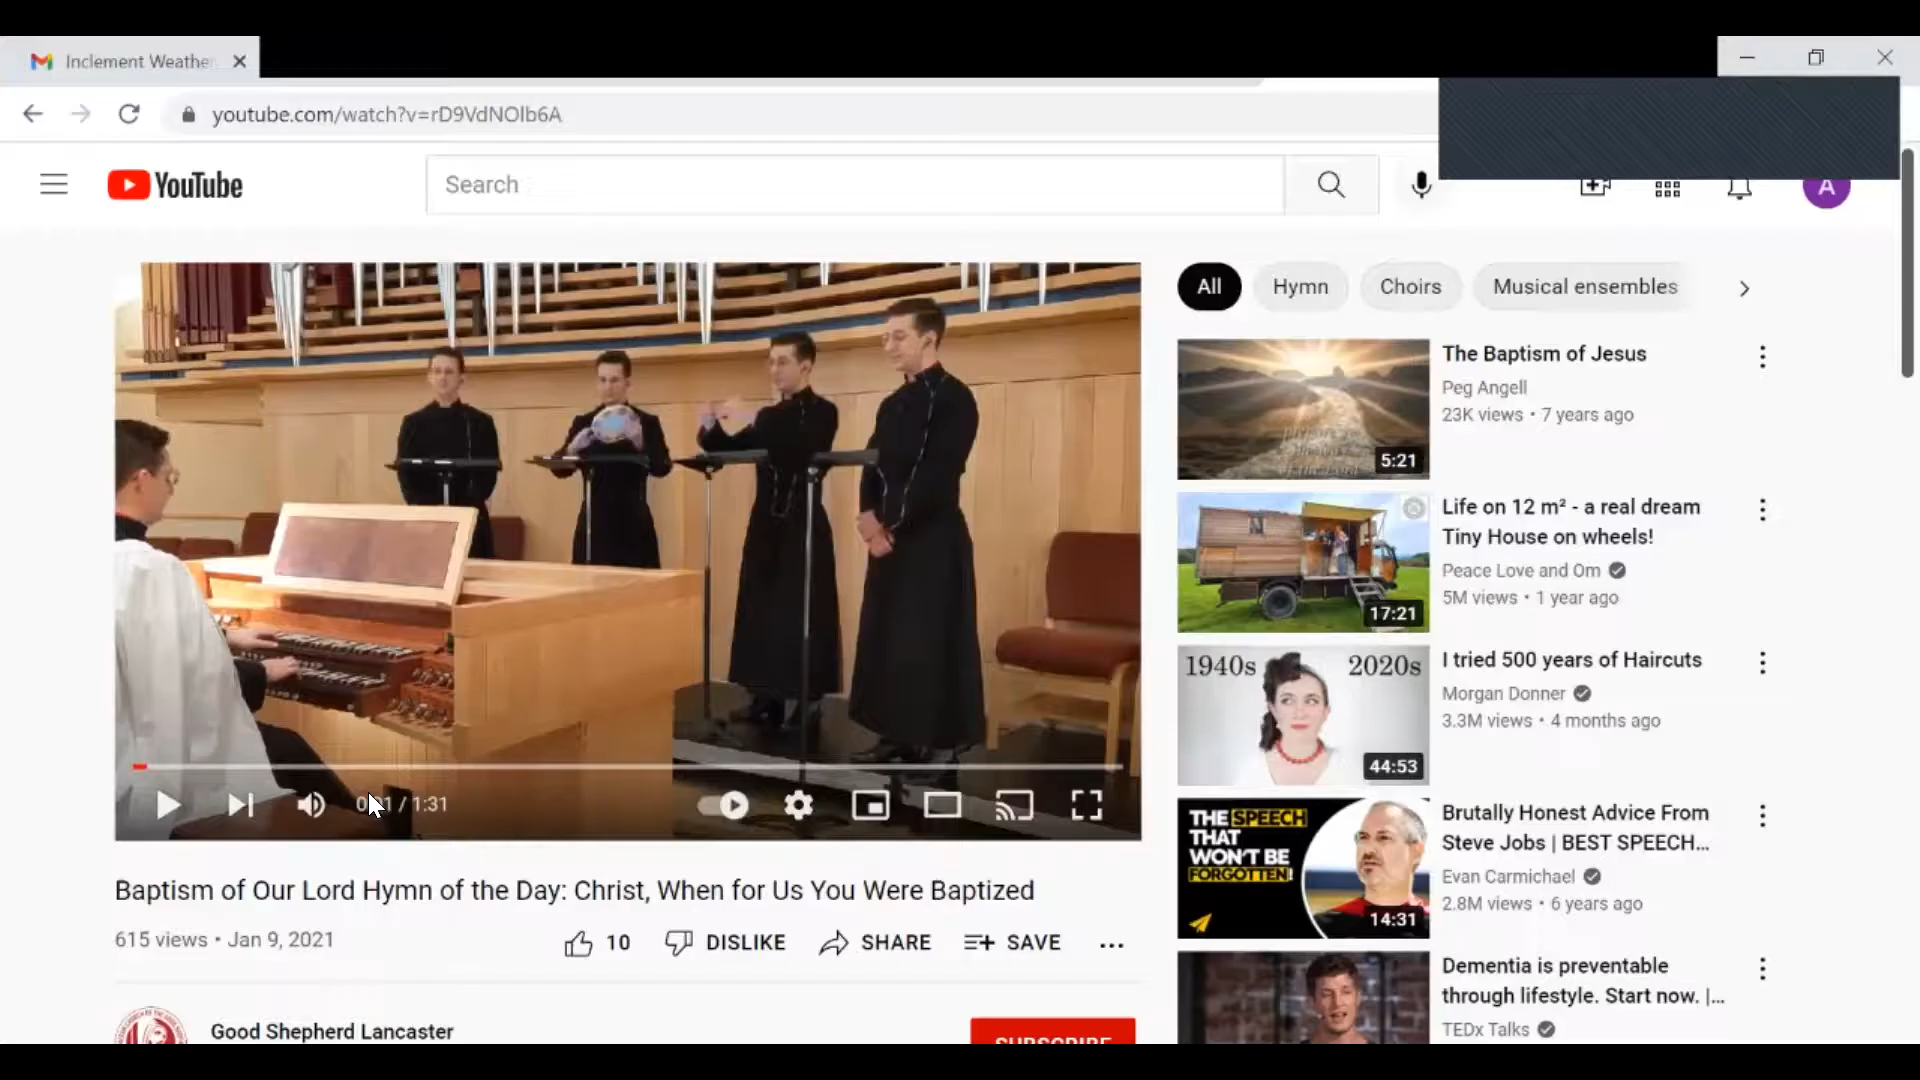 Inclement Weather
youtube.com/watch?v=rD9VdNOlb6A
YouTube
Search
A
All
Hymn
Choirs
Musical ensembles
The Baptism of Jesus
Peg Angell
23K views • 7 years ago
5:21
Life on 12 m² - a real dream
Tiny House on wheels!
Peace Love and Om
5M views • 1 year ago
17:21
1940s
2020s
I tried 500 years of Haircuts
Morgan Donner
3.3M views • 4 months ago
44:53
/ 1:31
THE SPEECH
THAT
WON'T BE
FORGOTTEN!
14:31
Brutally Honest Advice From
Steve Jobs | BEST SPEECH...
Evan Carmichael
2.8M views • 6 years ago
Baptism of Our Lord Hymn of the Day: Christ, When for Us You Were Baptized
615 views • Jan 9, 2021
10
DISLIKE
SHARE
SAVE
Dementia is preventable
through lifestyle. Start now. |...
TEDx Talks
Good Shepherd Lancaster
SUBSCRIBE